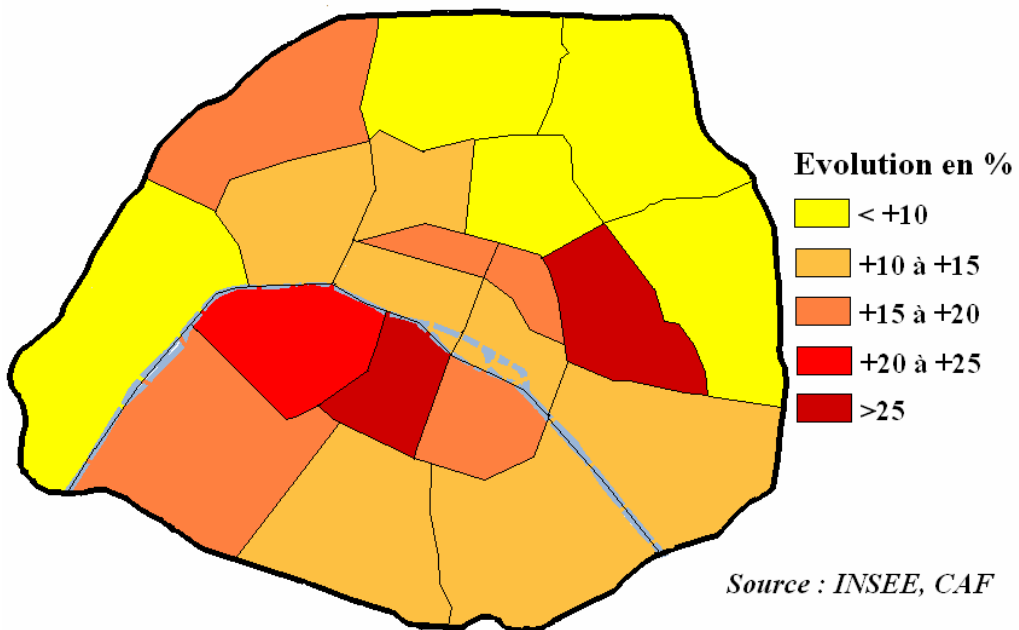 Evolution en %
< +10
+10 à +15
+15 à +20
+20 à +25
>25
Source : INSEE, CAF